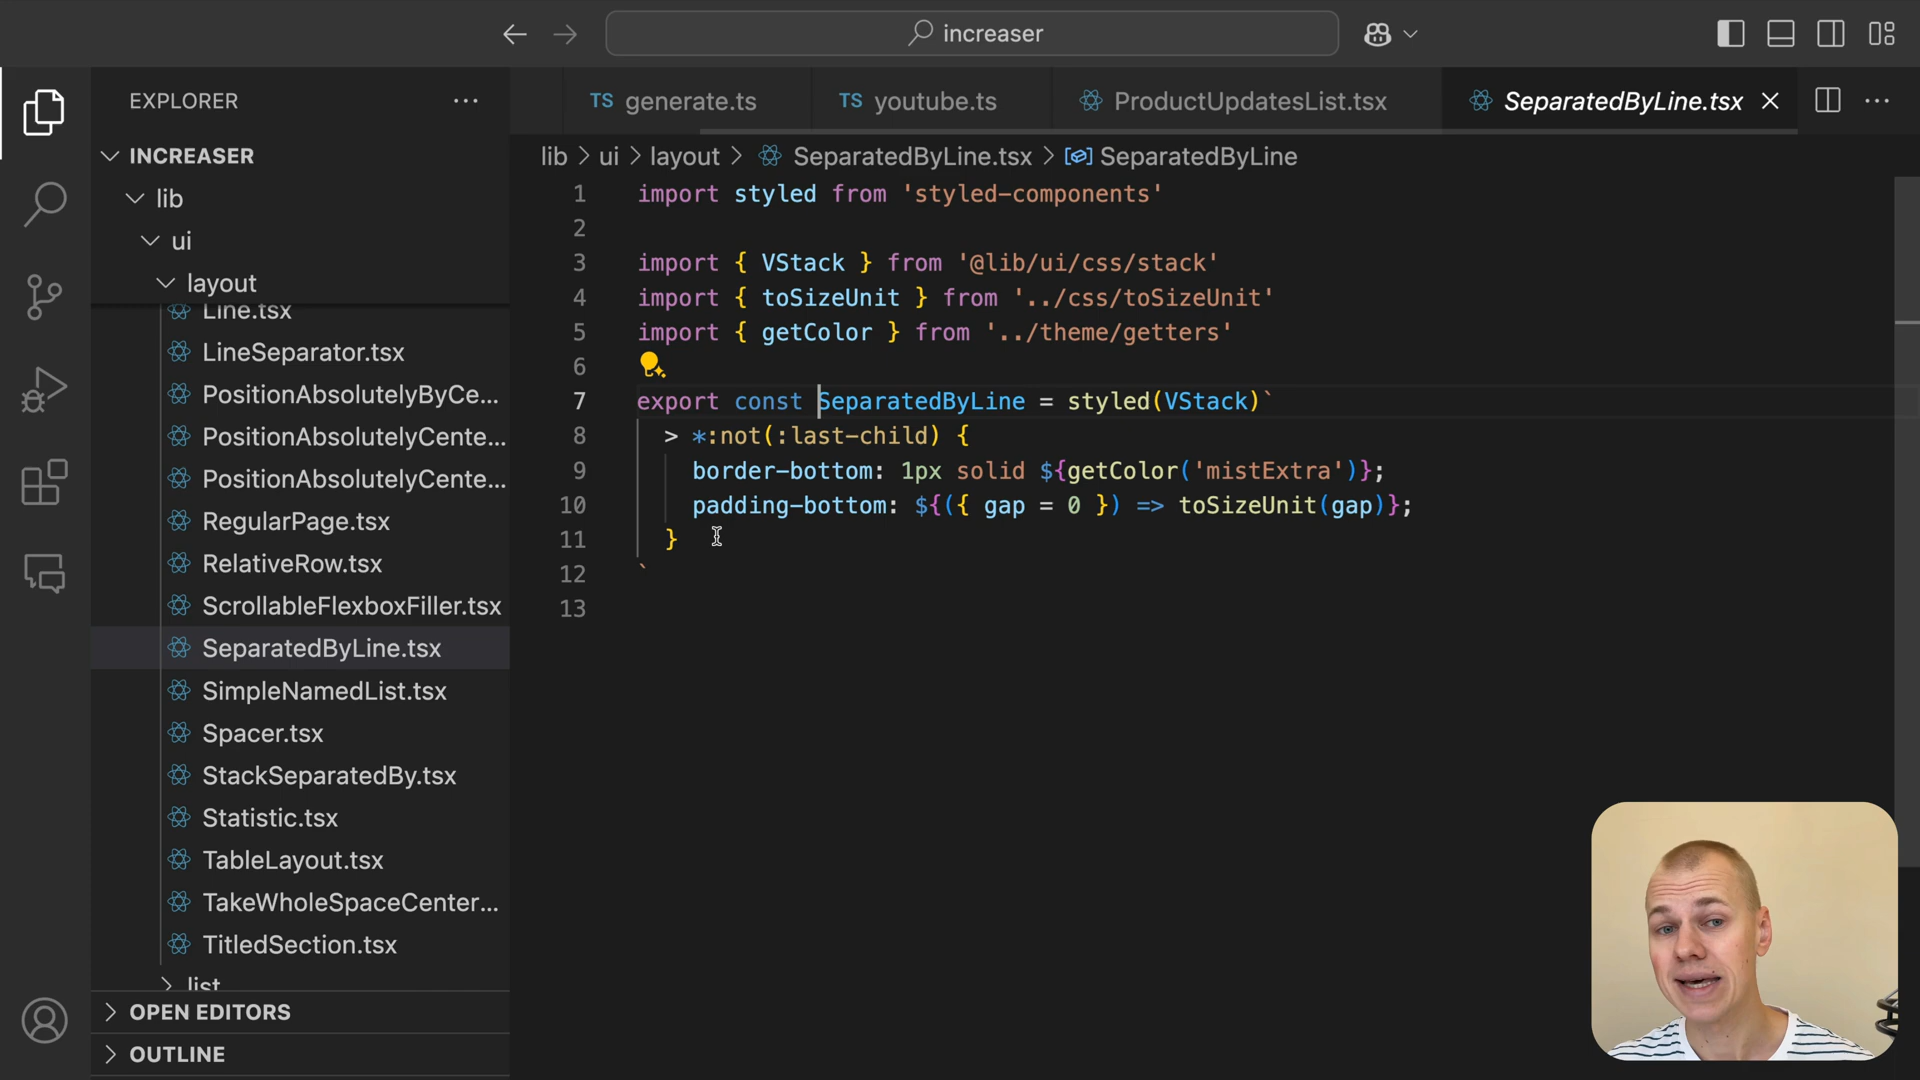 increaser
EXPLORER
TS generate.ts
TS youtube.ts
ProductUpdatesList.tsx
SeparatedByLine.tsx
INCREASER
lib
ui
layout
Line.tsx
LineSeparator.tsx
PositionAbsolutelyByCe...
PositionAbsolutelyCente...
PositionAbsolutelyCente...
RegularPage.tsx
RelativeRow.tsx
ScrollableFlexboxFiller.tsx
SeparatedByLine.tsx
SimpleNamedList.tsx
Spacer.tsx
StackSeparatedBy.tsx
Statistic.tsx
TableLayout.tsx
TakeWholeSpaceCenter...
TitledSection.tsx
list
OPEN EDITORS
OUTLINE
lib > ui > layout > SeparatedByLine.tsx > SeparatedByLine
1 import styled from 'styled-components'
2
3 import { VStack } from '@lib/ui/css/stack'
4 import { toSizeUnit } from '../css/toSizeUnit'
5 import { getColor } from '../theme/getters'
6
7 export const SeparatedByLine = styled(VStack)`
8 > *:not(:last-child) {
9 border-bottom: 1px solid ${getColor('mistExtra')};
10 padding-bottom: ${({ gap = 0 }) => toSizeUnit(gap)};
11 }
12 `
13